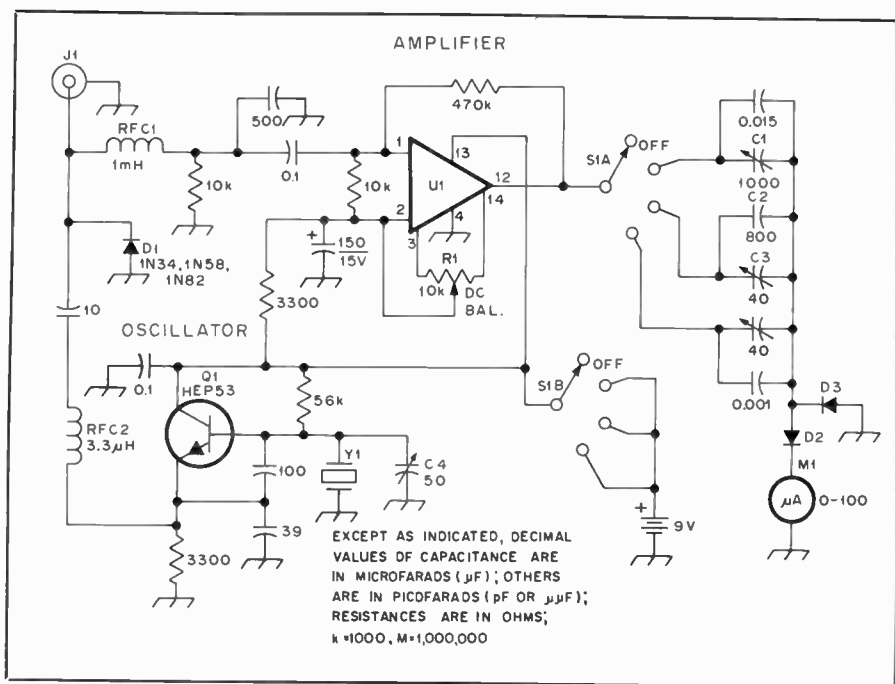 AMPLIFIER
J1
RFC1
1mH
500
10k
0.1
10k
470k
1
2
3
4
13
12
14
U1
R1
10k
DC
BAL.
150
15V
+
3300
D1
1N34, 1N58,
1N82
10
OSCILLATOR
0.1
Q1
HEP53
56k
RFC2
3.3µH
100
39
3300
Y1
C4
50
S1A
OFF
S1B
OFF
0.015
C1
1000
C2
800
C3
40
40
0.001
D3
D2
M1
µA
0-100
+
9V
EXCEPT AS INDICATED, DECIMAL
VALUES OF CAPACITANCE ARE
IN MICROFARADS (µF); OTHERS
ARE IN PICOFARADS (pF OR µµF);
RESISTANCES ARE IN OHMS;
k=1000, M=1,000,000